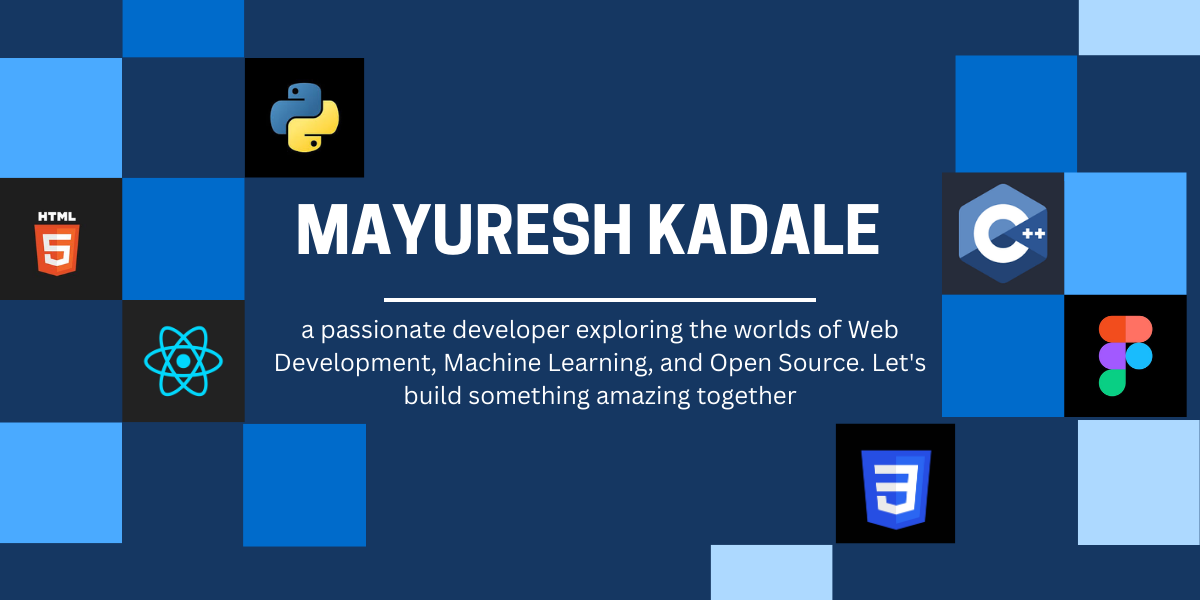 HTML
5
MAYURESH KADALE
C++
a passionate developer exploring the worlds of Web
Development, Machine Learning, and Open Source. Let's
build something amazing together
3